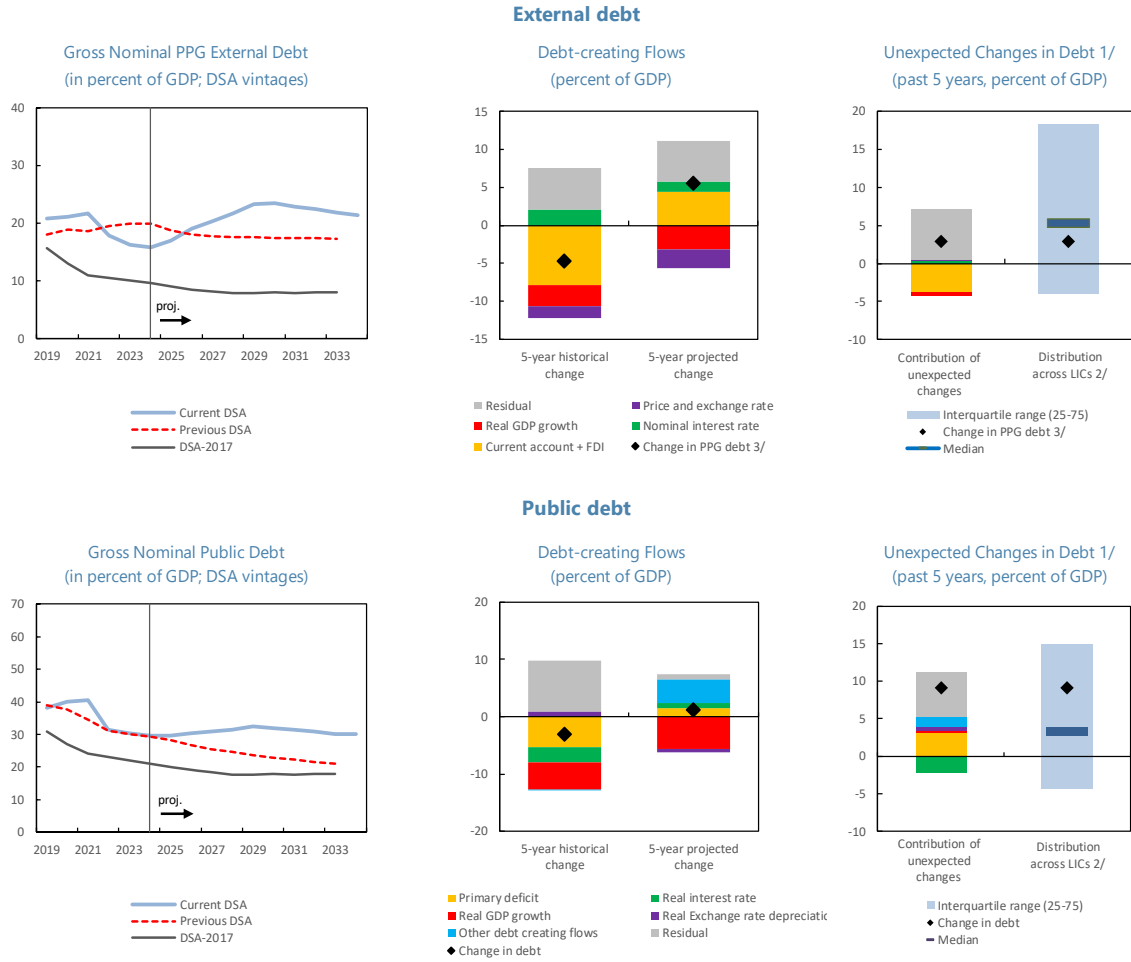 External debt
Gross Nominal PPG External Debt
(in percent of GDP; DSA vintages)
40
30
20
10
0
proj.
2019 2021 2023 2025 2027 2029 2031 2033
Current DSA
Previous DSA
DSA-2017
Debt-creating Flows
(percent of GDP)
15
10
5
0
-5
-10
-15
5-year historical
change
5-year projected
change
Residual
Price and exchange rate
Real GDP growth
Nominal interest rate
Current account + FDI
Change in PPG debt 3/
Unexpected Changes in Debt 1/
(past 5 years, percent of GDP)
20
15
10
5
0
-5
-10
Contribution of
unexpected
changes
Distribution
across LICs 2/
Interquartile range (25-75)
Change in PPG debt 3/
Median
Public debt
Gross Nominal Public Debt
(in percent of GDP; DSA vintages)
70
60
50
40
30
20
10
0
proj.
2019 2021 2023 2025 2027 2029 2031 2033
Current DSA
Previous DSA
DSA-2017
Debt-creating Flows
(percent of GDP)
20
10
0
-10
-20
5-year historical
change
5-year projected
change
Primary deficit
Real interest rate
Real GDP growth
Real Exchange rate depreciatic
Other debt creating flows
Residual
Change in debt
Unexpected Changes in Debt 1/
(past 5 years, percent of GDP)
20
15
10
5
0
-5
-10
Contribution of
unexpected
changes
Distribution
across LICs 2/
Interquartile range (25-75)
Change in debt
Median